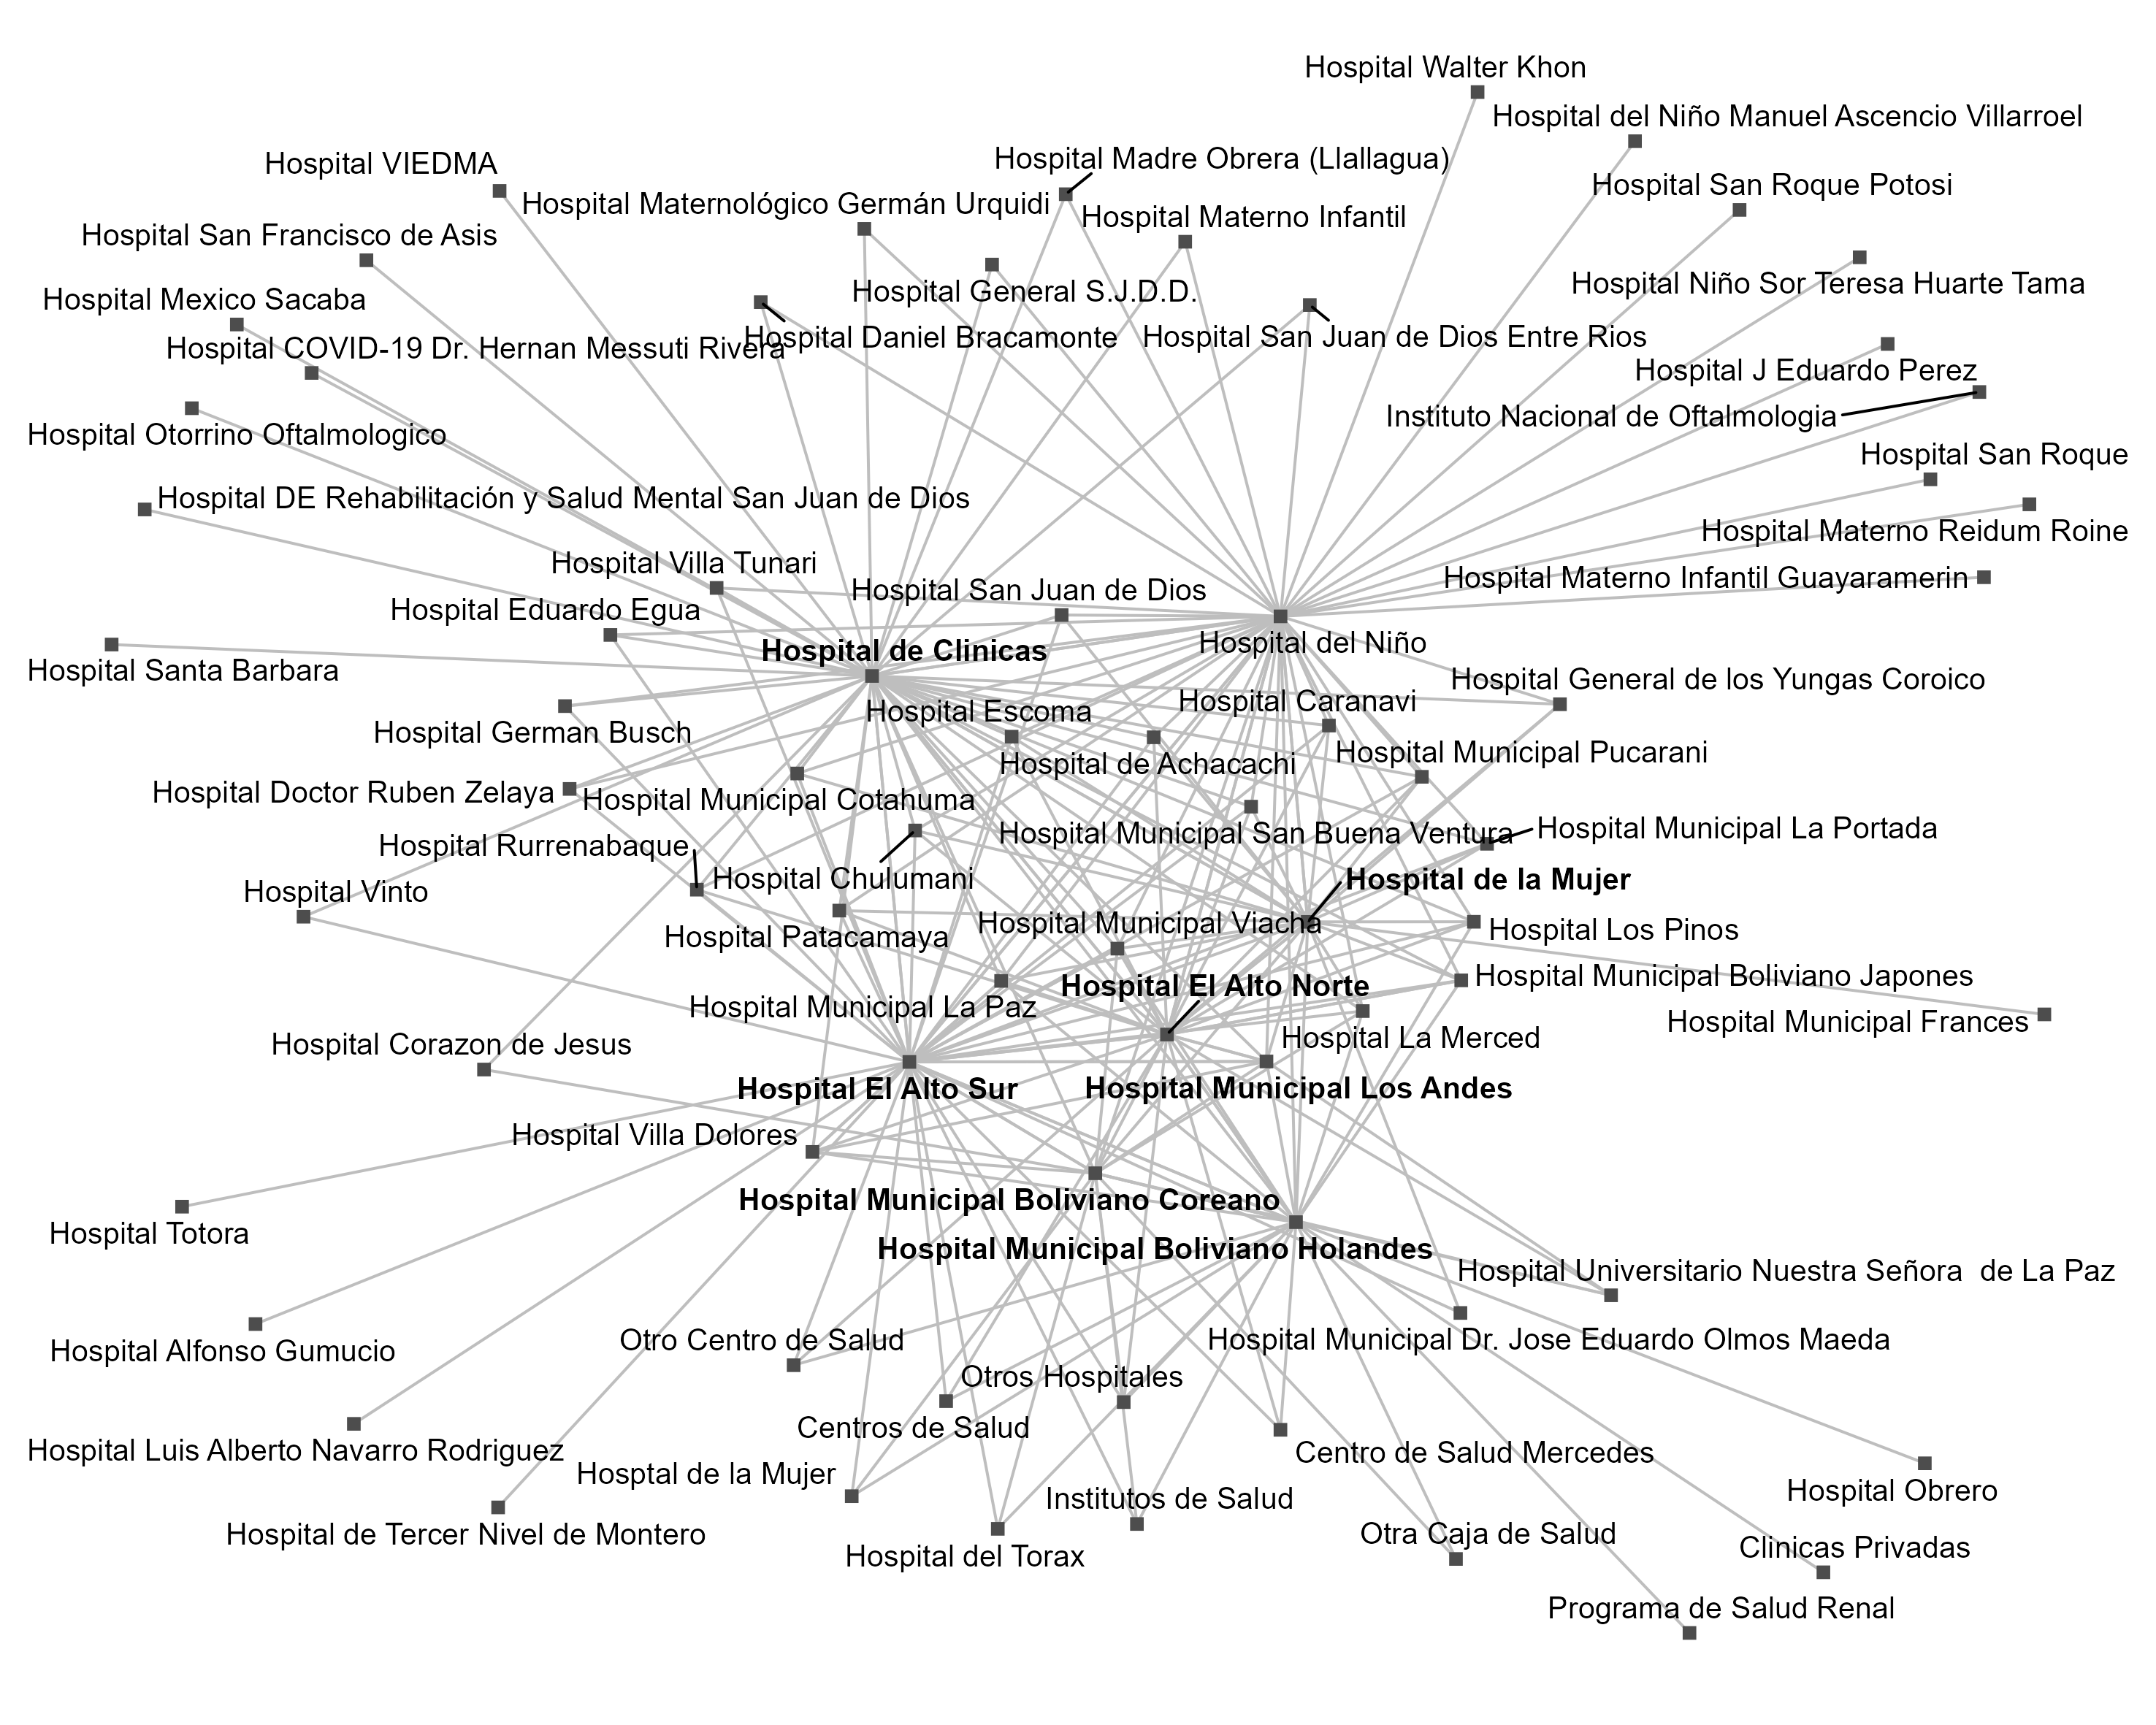 Hospital Walter Khon
Hospital del Niño Manuel Ascencio Villarroel
Hospital Madre Obrera (Llallagua)
Hospital VIEDMA
Hospital San Roque Potosi
Hospital Maternológico Germán Urquidi
Hospital Materno Infantil
Hospital San Francisco de Asis
Hospital Niño Sor Teresa Huarte Tama
Hospital General S.J.D.D.
Hospital Mexico Sacaba
Hospital Daniel Bracamonte
Hospital San Juan de Dios Entre Rios
Hospital COVID-19 Dr. Hernan Messuti Rivera
Hospital J Eduardo Perez
Instituto Nacional de Oftalmologia
Hospital Otorrino Oftalmologico
Hospital San Roque
Hospital DE Rehabilitación y Salud Mental San Juan de Dios
Hospital Materno Reidum Roine
Hospital Villa Tunari
Hospital Materno Infantil Guayaramerin
Hospital San Juan de Dios
Hospital Eduardo Egua
Hospital del Niño
Hospital de Clinicas
Hospital Santa Barbara
Hospital General de los Yungas Coroico
Hospital Caranavi
Hospital Escoma
Hospital German Busch
Hospital Municipal Pucarani
Hospital de Achacachi
Hospital Doctor Ruben Zelaya
Hospital Municipal Cotahuma
Hospital Municipal San Buena Ventura
Hospital Municipal La Portada
Hospital Rurrenabaque
Hospital Chulumani
Hospital de la Mujer
Hospital Vinto
Hospital Municipal Viacha
Hospital Los Pinos
Hospital Patacamaya
Hospital Municipal Boliviano Japones
Hospital El Alto Norte
Hospital Municipal La Paz
Hospital Municipal Frances
Hospital La Merced
Hospital Corazon de Jesus
Hospital El Alto Sur
Hospital Municipal Los Andes
Hospital Villa Dolores
Hospital Municipal Boliviano Coreano
Hospital Totora
Hospital Municipal Boliviano Holandes
Hospital Universitario Nuestra Señora  de La Paz
Hospital Municipal Dr. Jose Eduardo Olmos Maeda
Otro Centro de Salud
Hospital Alfonso Gumucio
Otros Hospitales
Centros de Salud
Hospital Luis Alberto Navarro Rodriguez
Centro de Salud Mercedes
Hosptal de la Mujer
Hospital Obrero
Institutos de Salud
Hospital de Tercer Nivel de Montero
Otra Caja de Salud
Clinicas Privadas
Hospital del Torax
Programa de Salud Renal